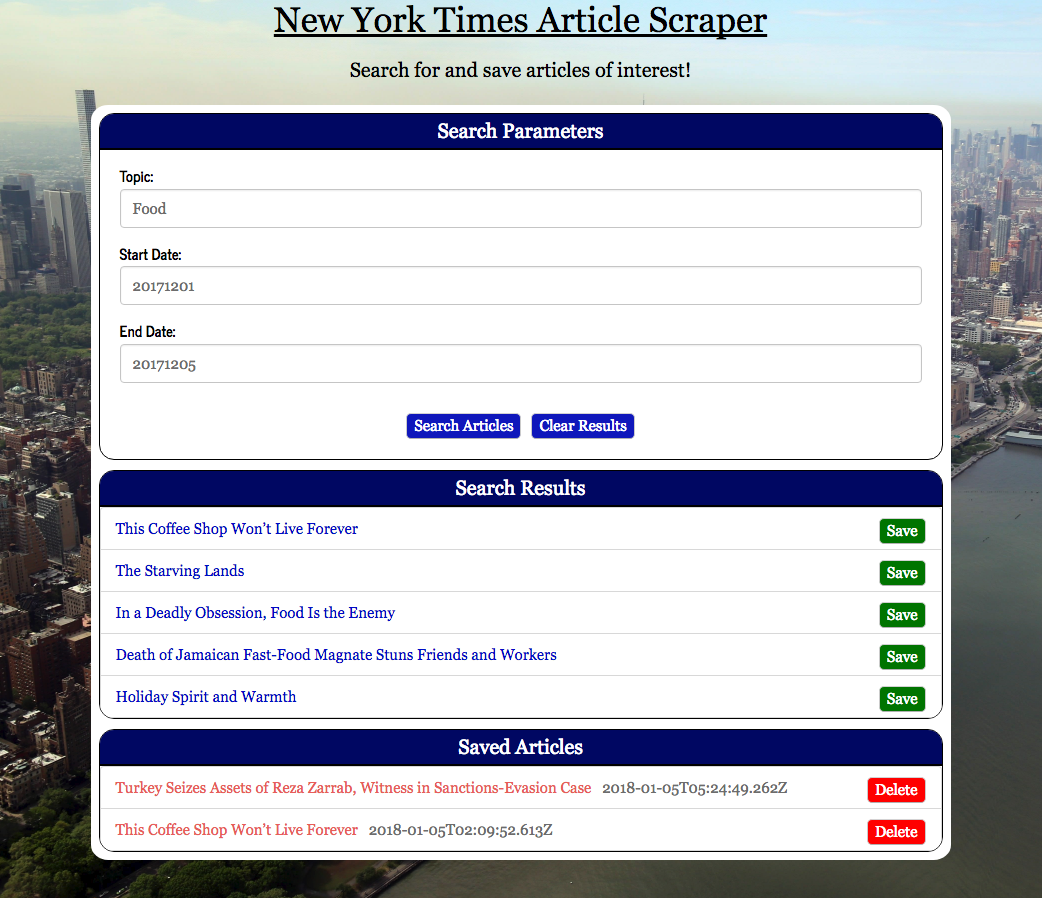 New York Times Article Scraper
Search for and save articles of interest!
Search Parameters
Topic:
Food
Start Date:
20171201
End Date:
20171205
Search Articles Clear Results
Search Results
This Coffee Shop Won’t Live Forever Save
The Starving Lands Save
In a Deadly Obsession, Food Is the Enemy Save
Death of Jamaican Fast-Food Magnate Stuns Friends and Workers Save
Holiday Spirit and Warmth Save
Saved Articles
Turkey Seizes Assets of Reza Zarrab, Witness in Sanctions-Evasion Case 2018-01-05T05:24:49.262Z Delete
This Coffee Shop Won’t Live Forever 2018-01-05T02:09:52.613Z Delete